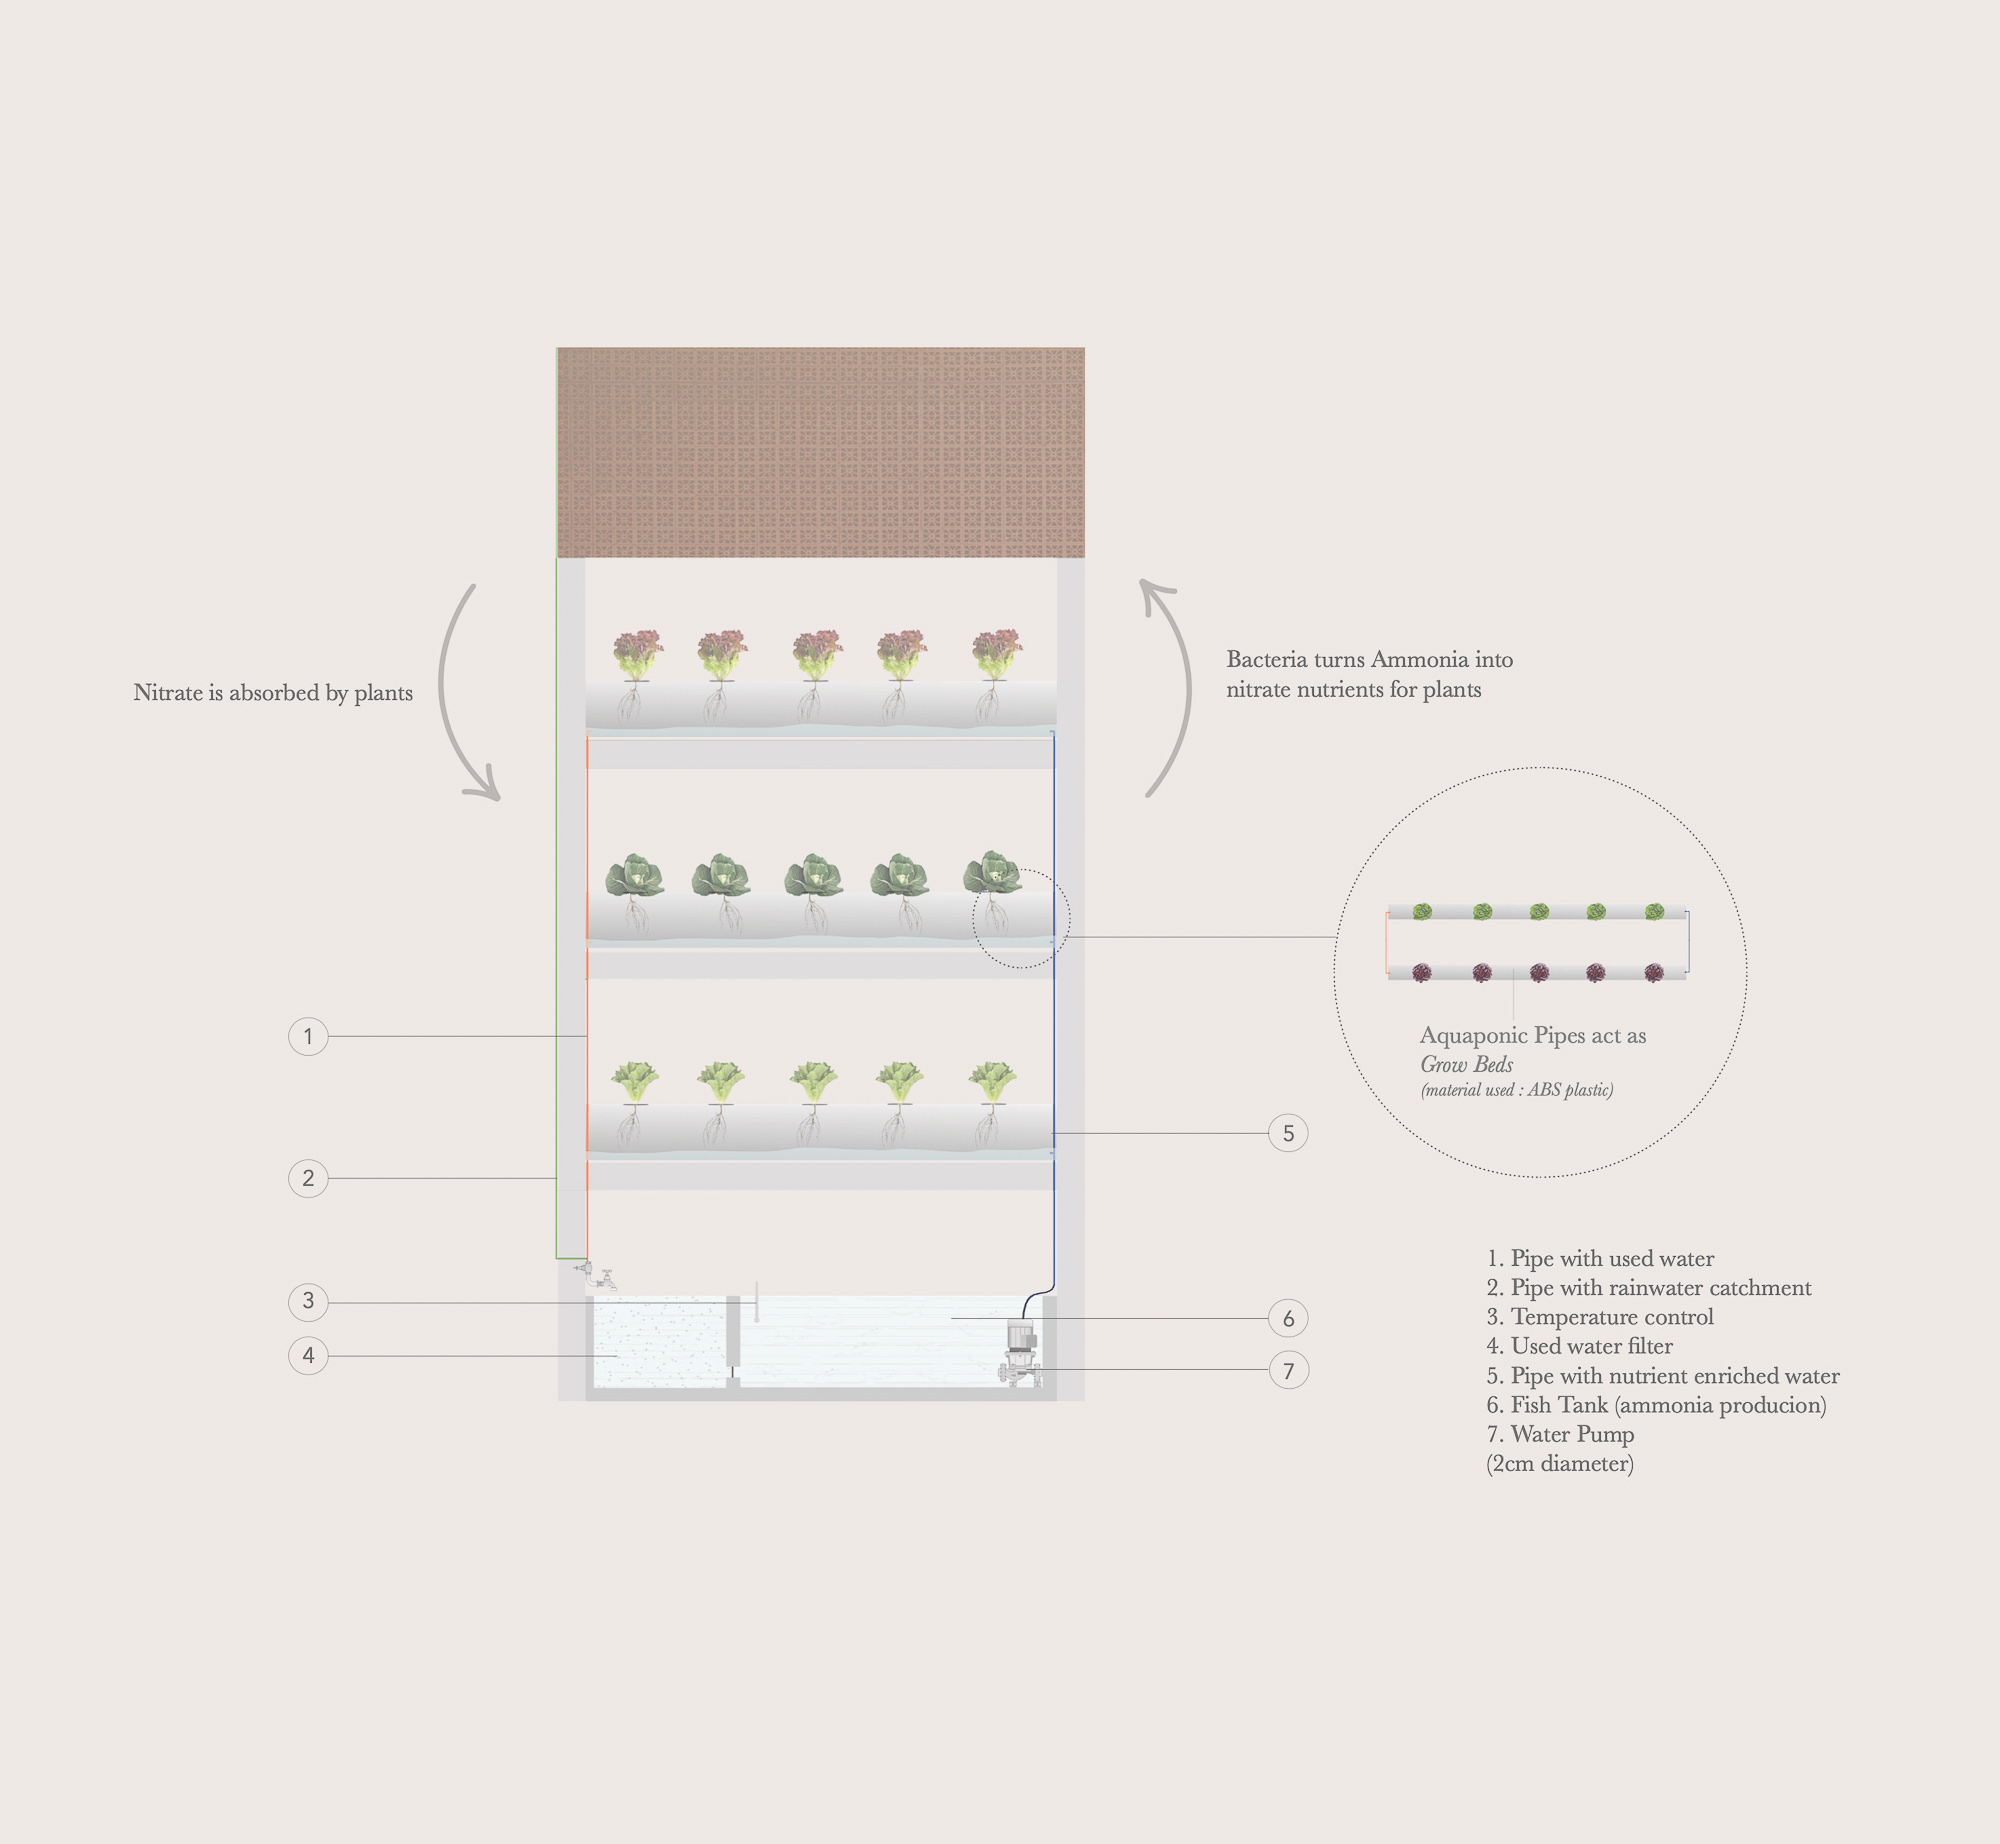 Nitrate is absorbed by plants
Bacteria turns Ammonia into
nitrate nutrients for plants
Aquaponic Pipes act as
Grow Beds
(material used : ABS plastic)
1
2
3
4
5
6
7
1. Pipe with used water
2. Pipe with rainwater catchment
3. Temperature control
4. Used water filter
5. Pipe with nutrient enriched water
6. Fish Tank (ammonia producion)
7. Water Pump
(2cm diameter)